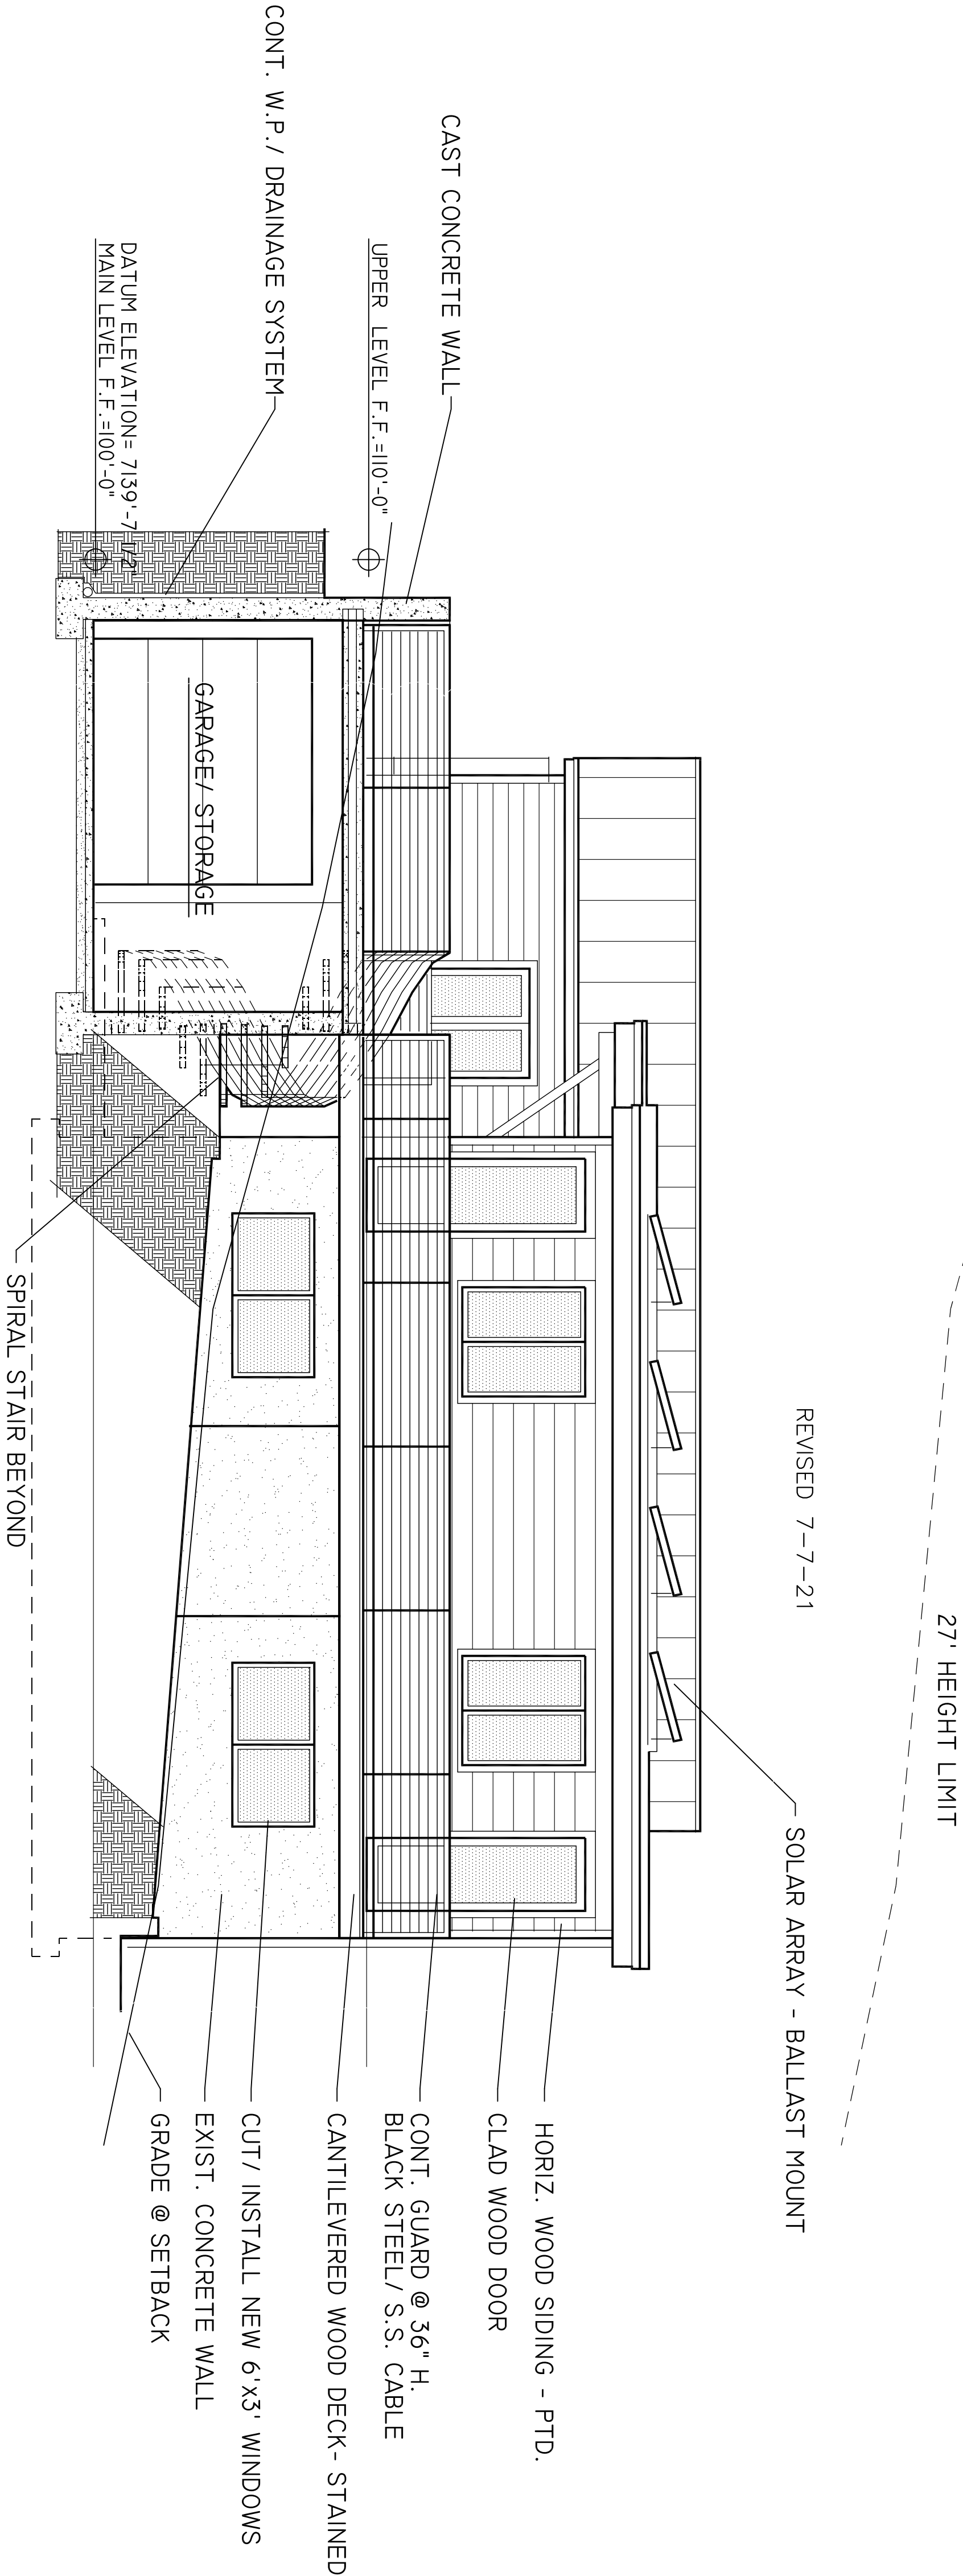 27' HEIGHT LIMIT
REVISED 7-7-21
SOLAR ARRAY - BALLAST MOUNT
CAST CONCRETE WALL
UPPER LEVEL F.F.=110'-0"
CONT. W.P./ DRAINAGE SYSTEM
DATUM ELEVATION= 7139'-7 1/2"
MAIN LEVEL F.F.=100'-0"
GARAGE/ STORAGE
SPIRAL STAIR BEYOND
HORIZ. WOOD SIDING - PTD.
CLAD WOOD DOOR
CONT. GUARD @ 36" H.
BLACK STEEL/ S.S. CABLE
CANTILEVERED WOOD DECK- STAINED
CUT/ INSTALL NEW 6'X3' WINDOWS
EXIST. CONCRETE WALL
GRADE @ SETBACK